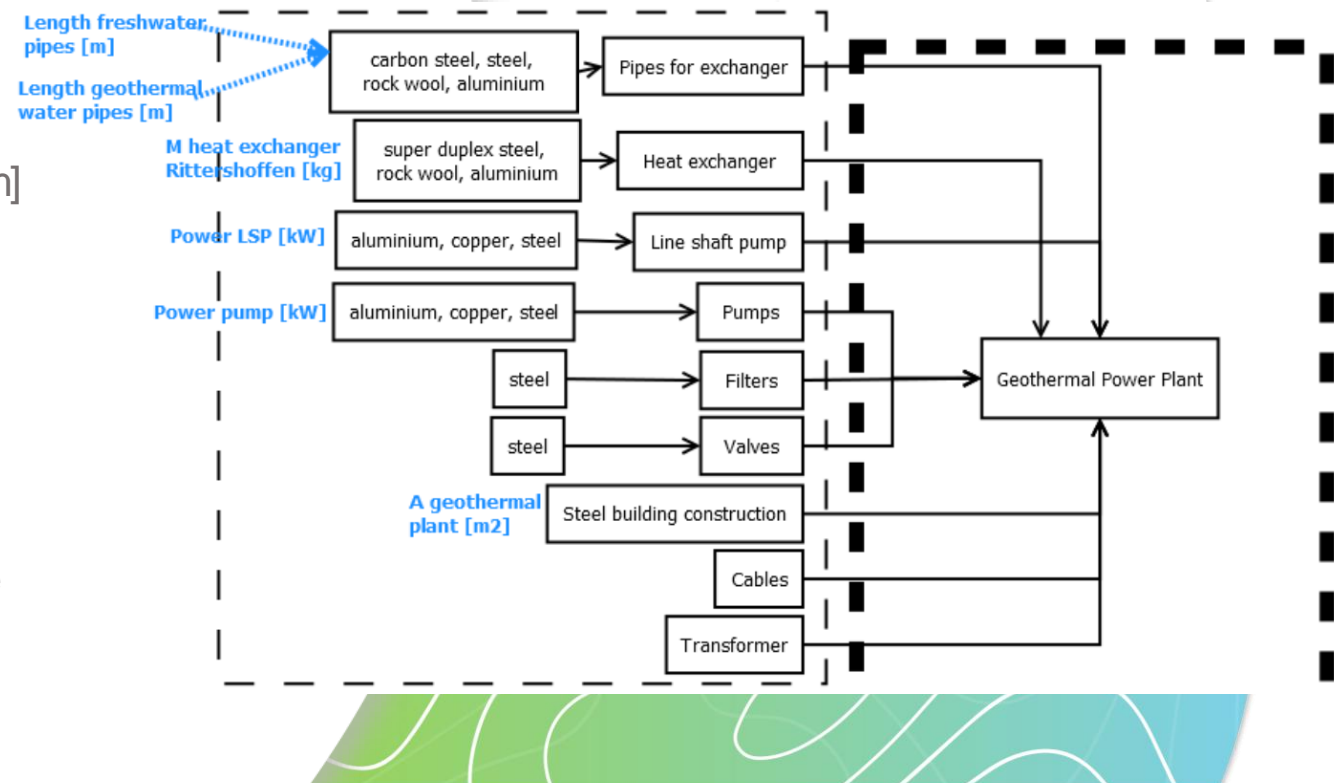 Length freshwater
pipes [m]
carbon steel, steel,
rock wool, aluminium
Pipes for exchanger
Length geothermal
water pipes [m]
M heat exchanger
Rittershoffen [kg]
super duplex steel,
rock wool, aluminium
Heat exchanger
Power LSP [kW]
aluminium, copper, steel
Line shaft pump
Power pump [kW]
aluminium, copper, steel
Pumps
steel
Filters
Geothermal Power Plant
steel
Valves
A geothermal
plant [m2]
Steel building construction
Cables
Transformer